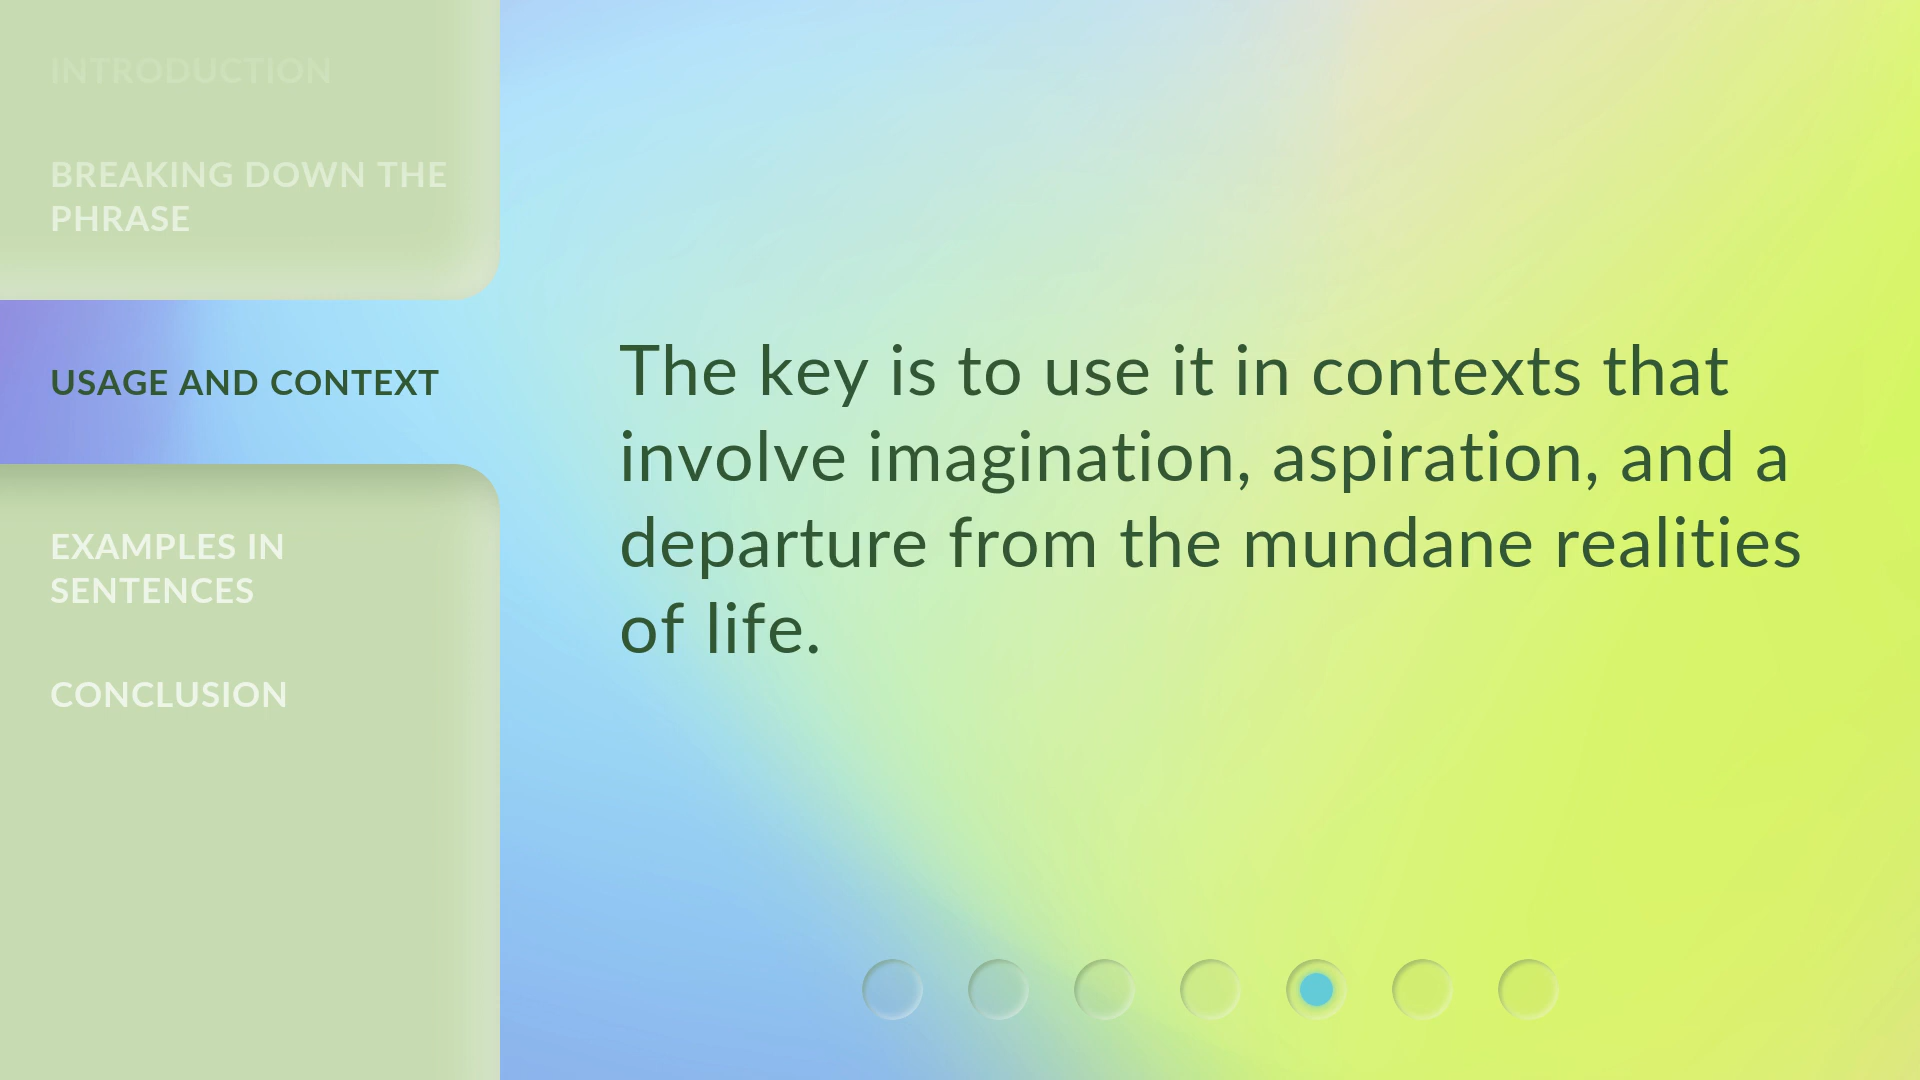 INTRODUCTION
BREAKING DOWN THE
PHRASE
USAGE AND CONTEXT
EXAMPLES IN
SENTENCES
CONCLUSION
The key is to use it in contexts that
involve imagination, aspiration, and a
departure from the mundane realities
of life.